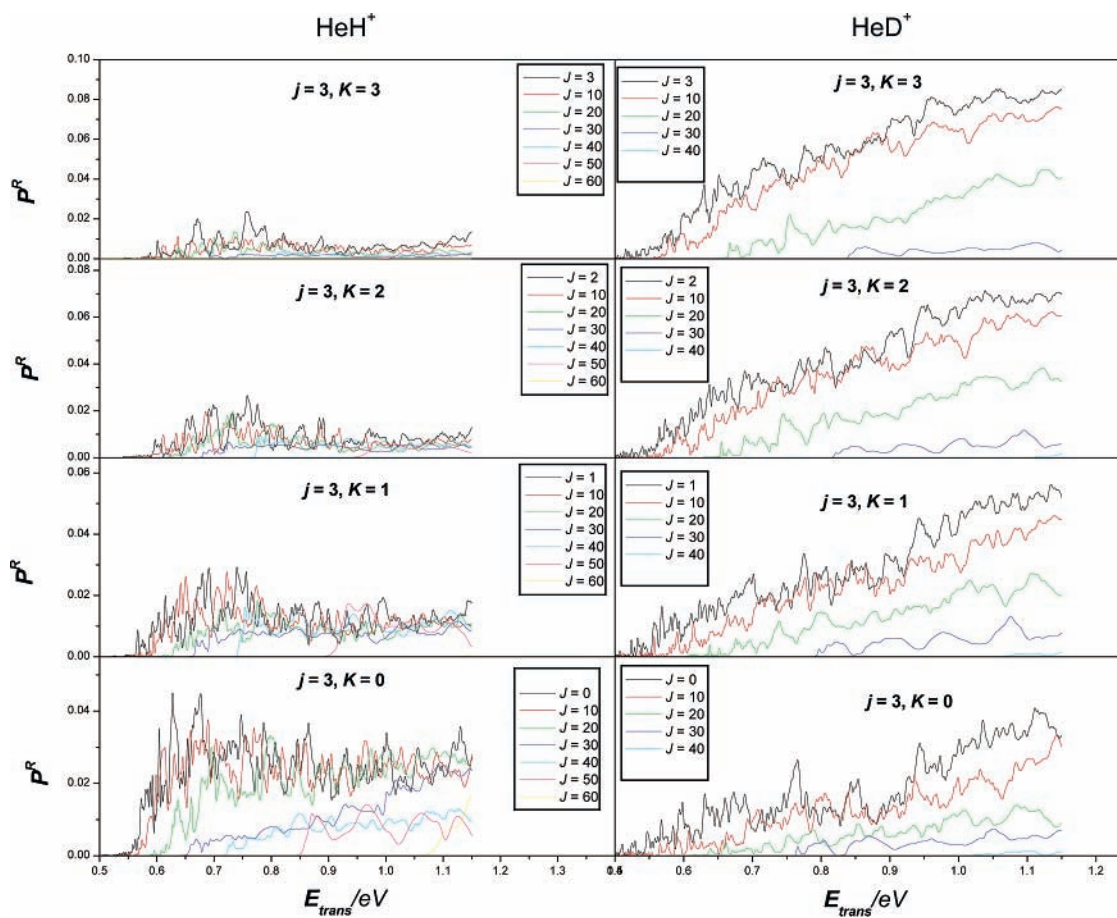 HeH+
HeD+
0.10
0.08
0.06
0.04
0.02
0.00
PR
j = 3, K = 3
J = 3
J = 10
J = 20
J = 30
J = 40
J = 50
J = 60
J = 3
J = 10
J = 20
J = 30
J = 40
j = 3, K = 3
0.08
0.06
0.04
0.02
0.00
PR
j = 3, K = 2
J = 2
J = 10
J = 20
J = 30
J = 40
J = 50
J = 60
J = 2
J = 10
J = 20
J = 30
J = 40
j = 3, K = 2
0.06
0.04
0.02
0.00
PR
j = 3, K = 1
J = 1
J = 10
J = 20
J = 30
J = 40
J = 50
J = 60
J = 1
J = 10
J = 20
J = 30
J = 40
j = 3, K = 1
0.04
0.02
0.00
PR
j = 3, K = 0
J = 0
J = 10
J = 20
J = 30
J = 40
J = 50
J = 60
J = 0
J = 10
J = 20
J = 30
J = 40
j = 3, K = 0
0.5 0.6 0.7 0.8 0.9 1.0 1.1 1.2 1.3
0.6 0.7 0.8 0.9 1.0 1.1 1.2
Etrans/eV
Etrans/eV